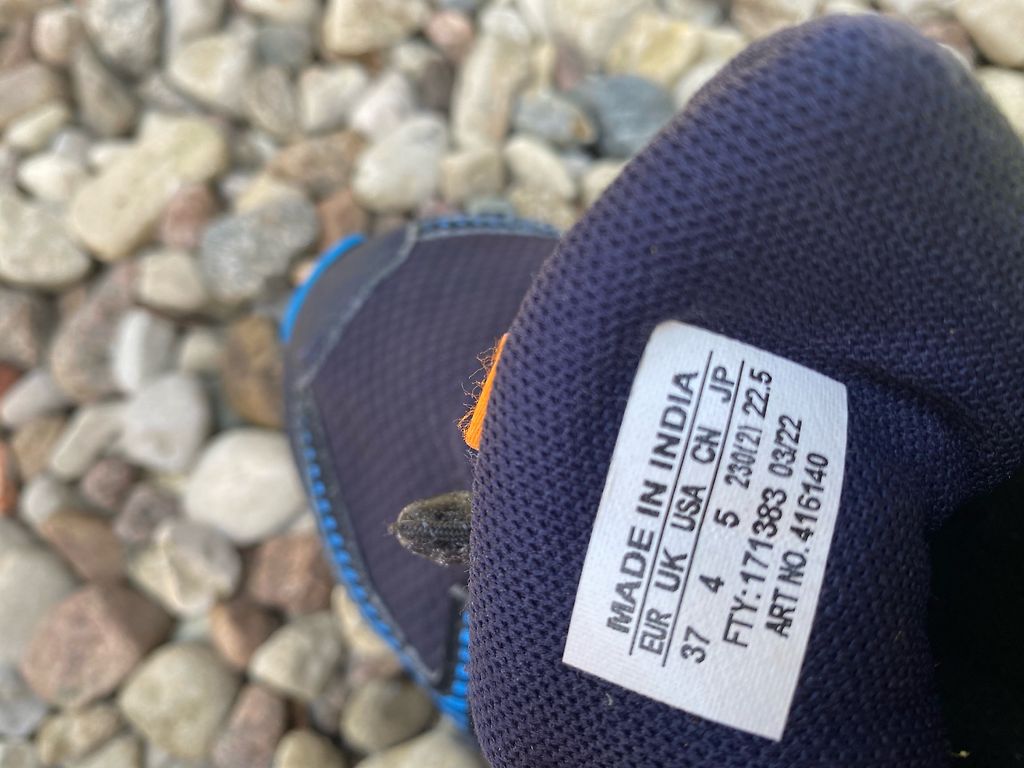 MADE IN INDIA
EUR UK USA CN JP
37 4 5 230(2) 22.5
FTY:171383 03/22
ART NO. 416140